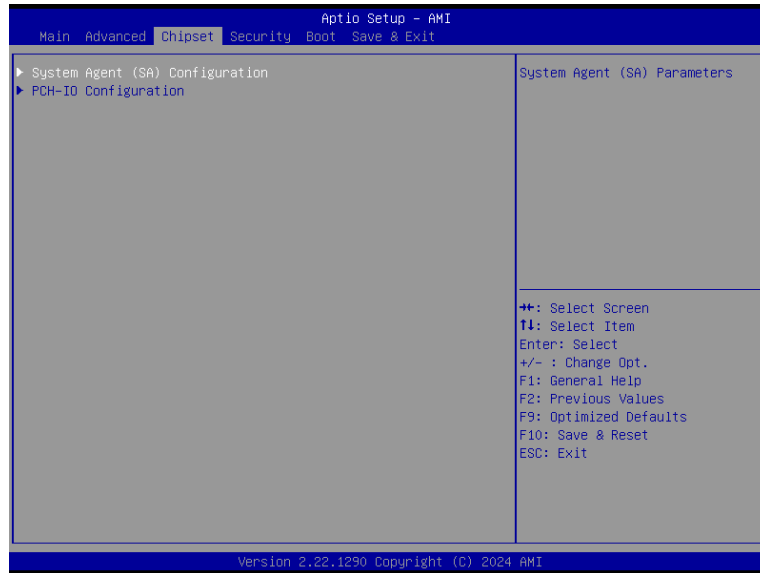 Aptio Setup – AMI
Main Advanced Chipset Security Boot Save & Exit
▶ System Agent (SA) Configuration
▶ PCH-IO Configuration
System Agent (SA) Parameters
→←: Select Screen
↑↓: Select Item
Enter: Select
+/- : Change Opt.
F1: General Help
F2: Previous Values
F9: Optimized Defaults
F10: Save & Reset
ESC: Exit
Version 2.22.1290 Copyright (C) 2024 AMI